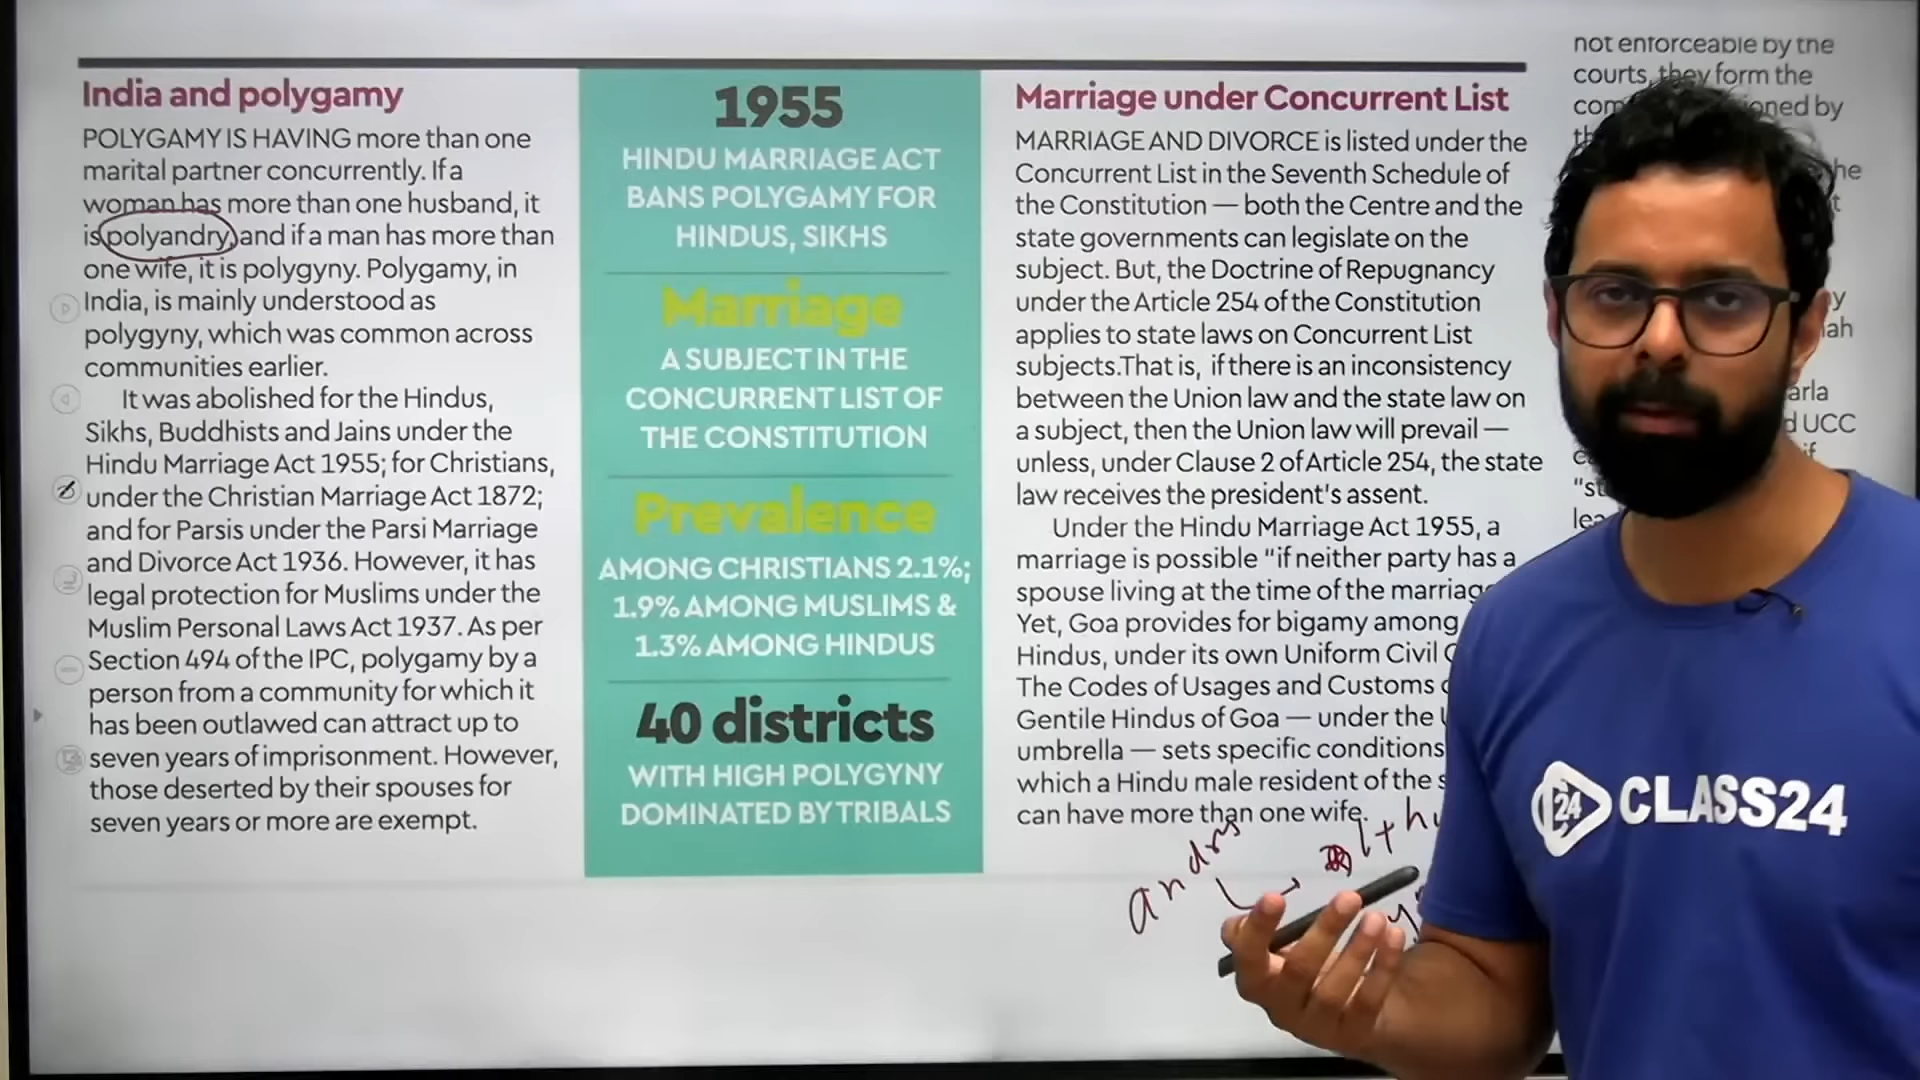 India and polygamy
POLYGAMY IS HAVING more than one
marital partner concurrently. If a
woman has more than one husband, it
is polyandry, and if a man has more than
one wife, it is polygyny. Polygamy, in
India, is mainly understood as
polygyny, which was common across
communities earlier.
It was abolished for the Hindus,
Sikhs, Buddhists and Jains under the
Hindu Marriage Act 1955; for Christians,
under the Christian Marriage Act 1872;
and for Parsis under the Parsi Marriage
and Divorce Act 1936. However, it has
legal protection for Muslims under the
Muslim Personal Laws Act 1937. As per
Section 494 of the IPC, polygamy by a
person from a community for which it
has been outlawed can attract up to
seven years of imprisonment. However,
those deserted by their spouses for
seven years or more are exempt.
1955
HINDU MARRIAGE ACT
BANS POLYGAMY FOR
HINDUS, SIKHS
Marriage
A SUBJECT IN THE
CONCURRENT LIST OF
THE CONSTITUTION
Prevalence
AMONG CHRISTIANS 2.1%;
1.9% AMONG MUSLIMS &
1.3% AMONG HINDUS
40 districts
WITH HIGH POLYGYNY
DOMINATED BY TRIBALS
Marriage under Concurrent List
MARRIAGE AND DIVORCE is listed under the
Concurrent List in the Seventh Schedule of
the Constitution — both the Centre and the
state governments can legislate on the
subject. But, the Doctrine of Repugnancy
under the Article 254 of the Constitution
applies to state laws on Concurrent List
subjects.That is, if there is an inconsistency
between the Union law and the state law on
a subject, then the Union law will prevail —
unless, under Clause 2 of Article 254, the state
law receives the president's assent.
Under the Hindu Marriage Act 1955, a
marriage is possible "if neither party has a
spouse living at the time of the marriag
Yet, Goa provides for bigamy among
Hindus, under its own Uniform Civil
The Codes of Usages and Customs
Gentile Hindus of Goa — under the
umbrella — sets specific conditions
which a Hindu male resident of the s
can have more than one wife.
not enforceable by the
courts, they form the
ioned by
UCC
24 CLASS24